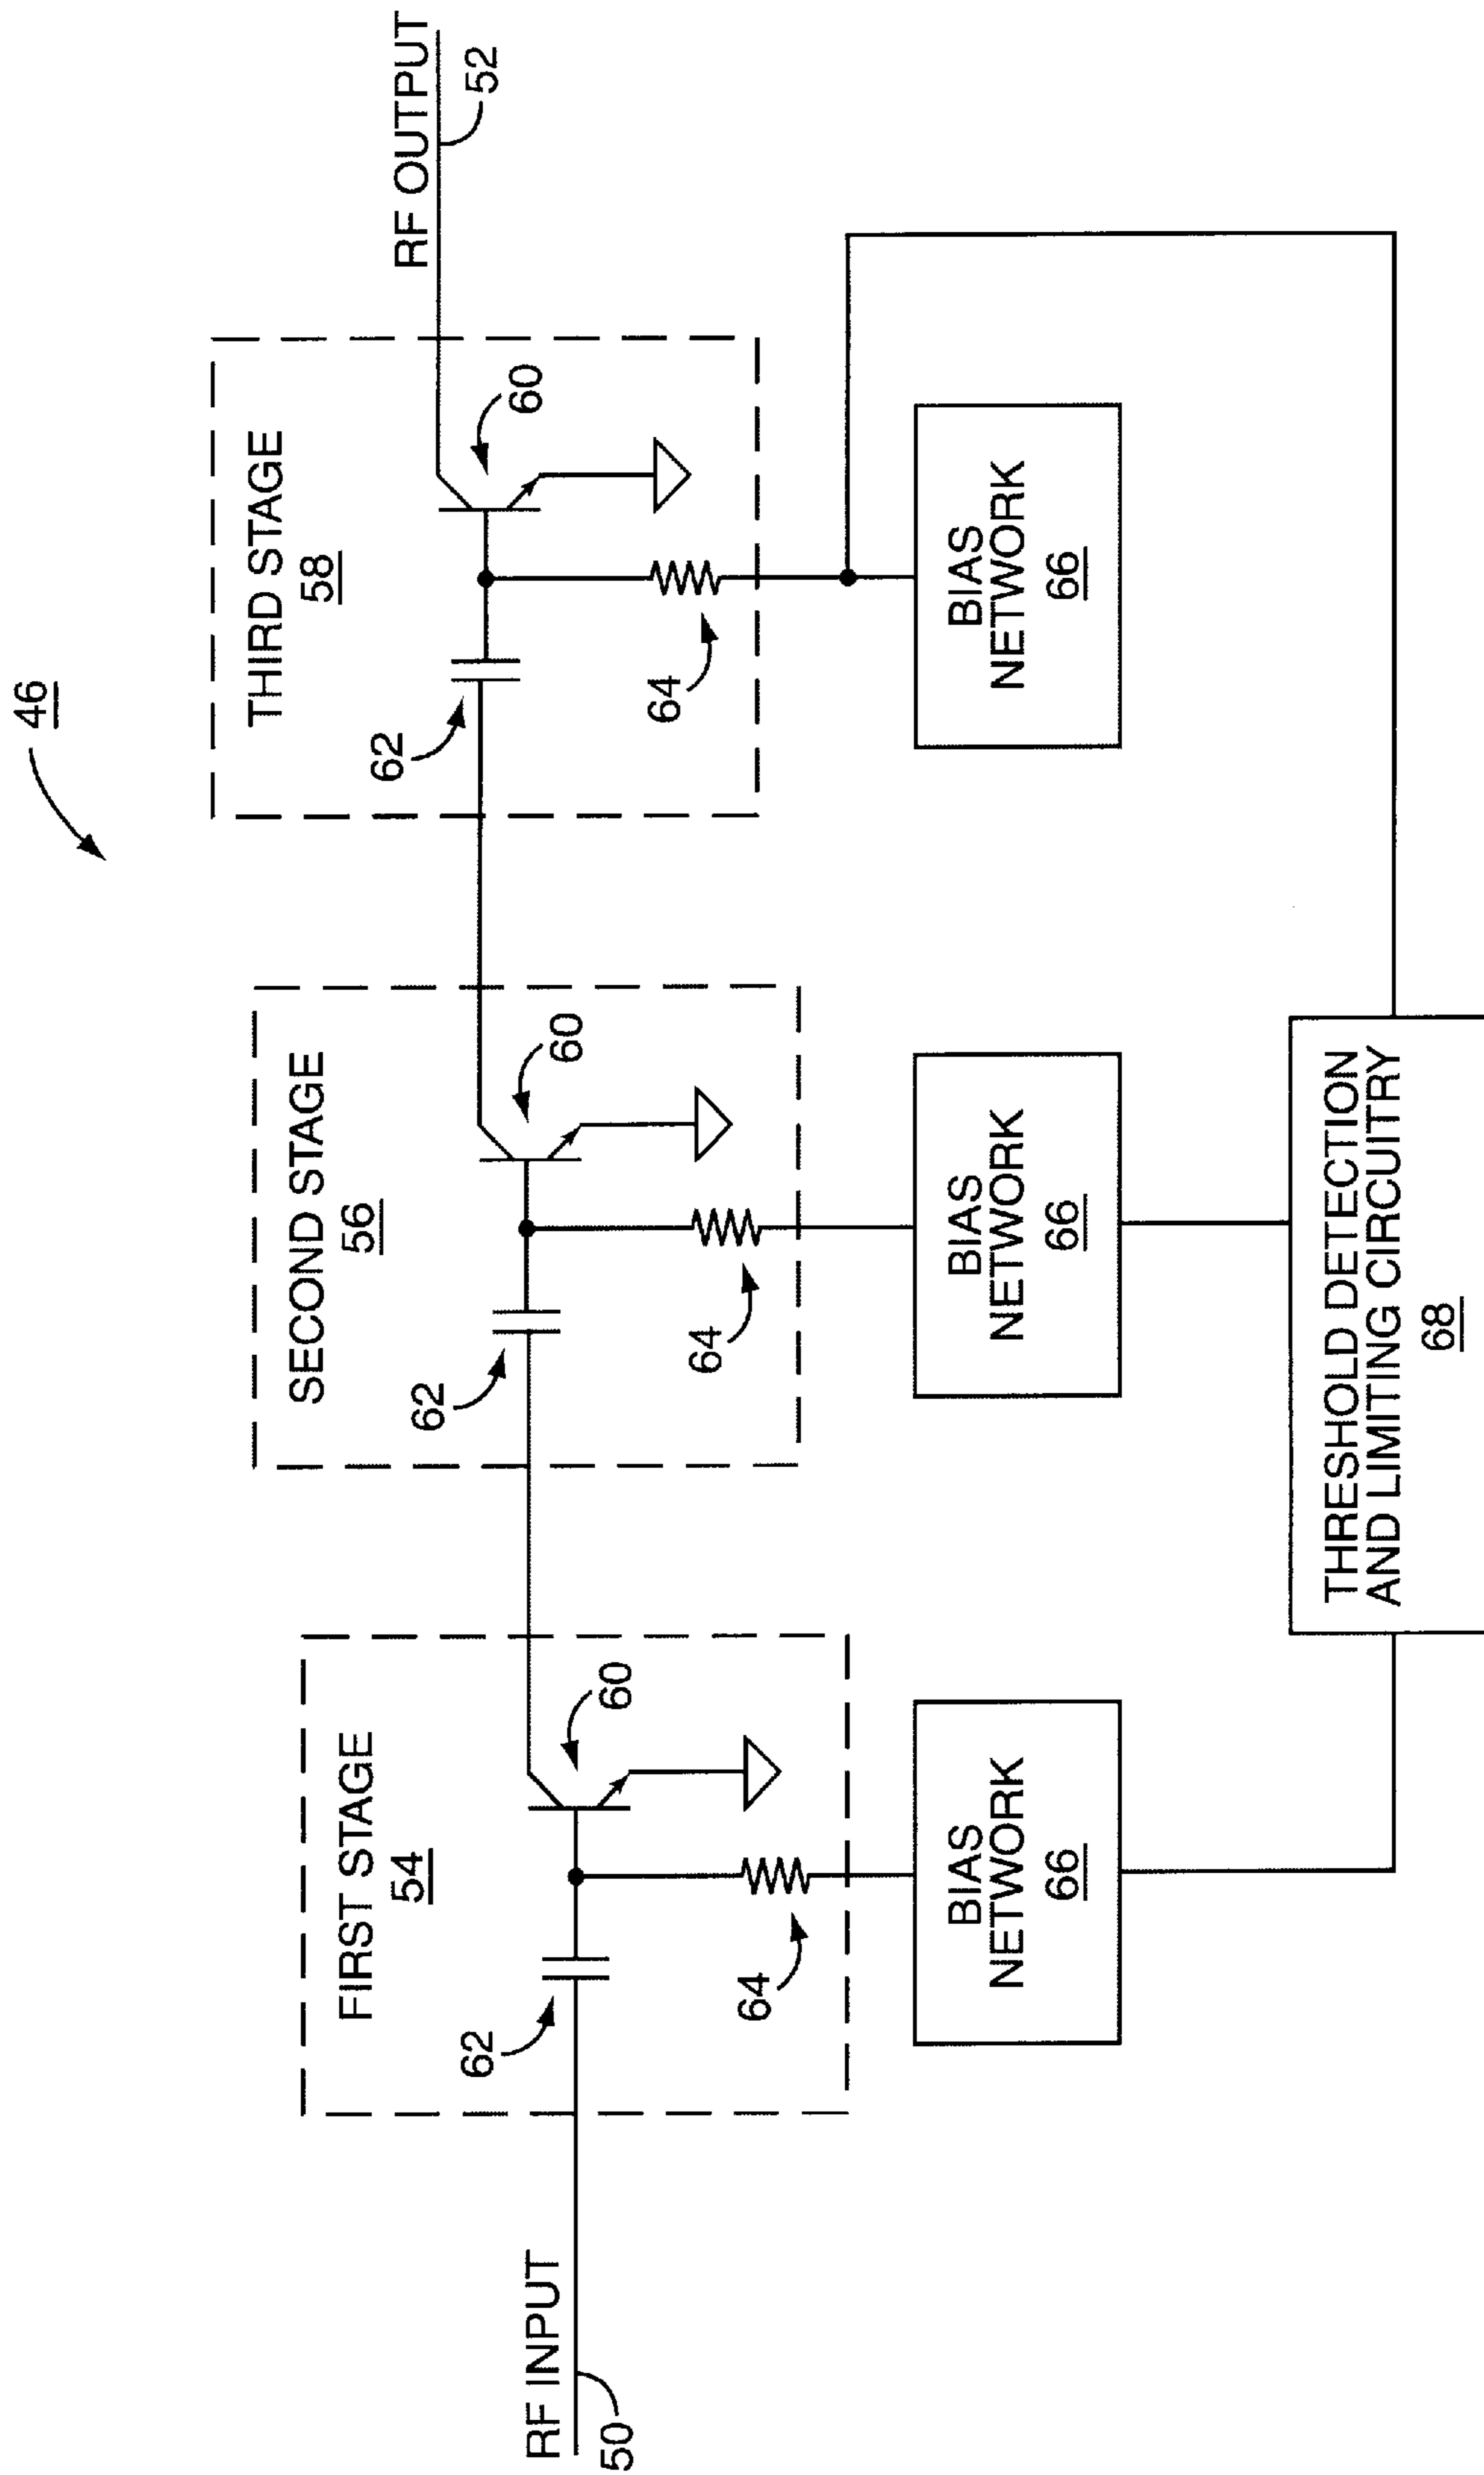 46
RF INPUT
50
FIRST STAGE
54
62
60
64
BIAS
NETWORK
66
SECOND STAGE
56
62
60
64
BIAS
NETWORK
66
THIRD STAGE
58
62
60
64
BIAS
NETWORK
66
RF OUTPUT
52
THRESHOLD DETECTION
AND LIMITING CIRCUITRY
68